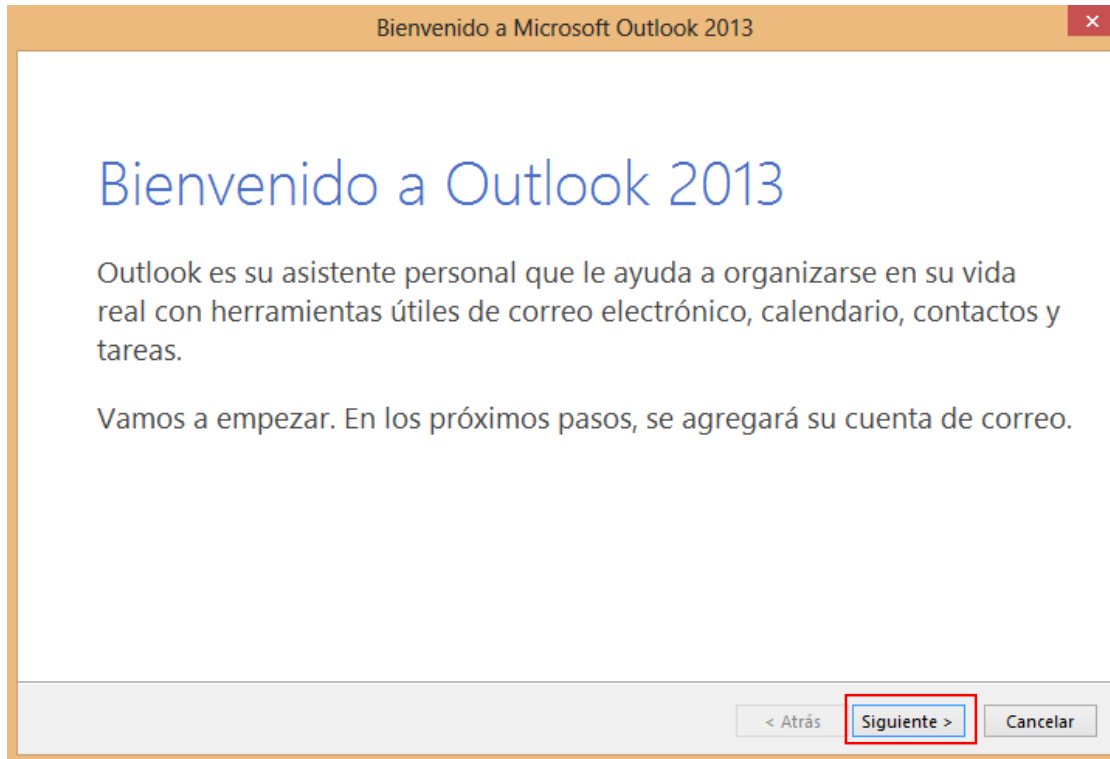 Bienvenido a Microsoft Outlook 2013
×
Bienvenido a Outlook 2013
Outlook es su asistente personal que le ayuda a organizarse en su vida
real con herramientas útiles de correo electrónico, calendario, contactos y
tareas.
Vamos a empezar. En los próximos pasos, se agregará su cuenta de correo.
< Atrás Siguiente > Cancelar